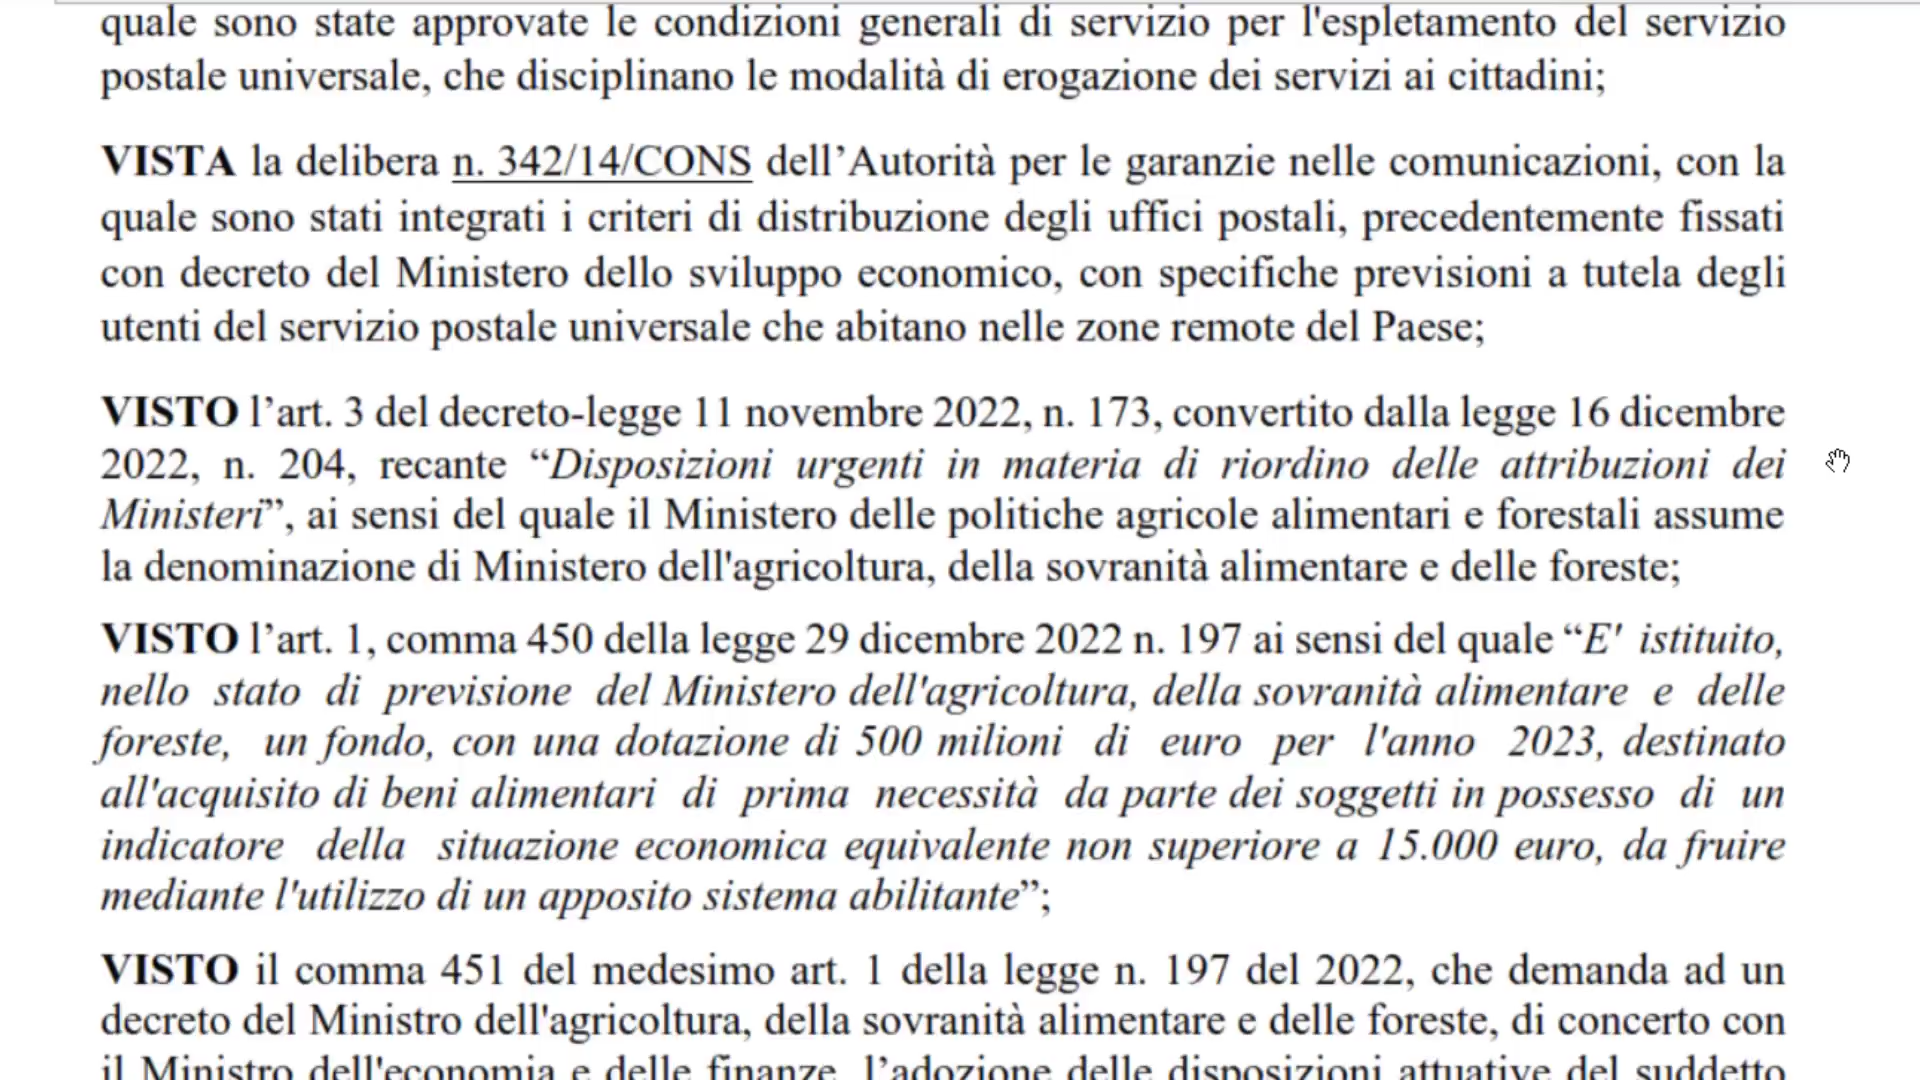 quale sono state approvate le condizioni generali di servizio per l'espletamento del servizio
postale universale, che disciplinano le modalità di erogazione dei servizi ai cittadini;
VISTA la delibera n. 342/14/CONS dell’Autorità per le garanzie nelle comunicazioni, con la
quale sono stati integrati i criteri di distribuzione degli uffici postali, precedentemente fissati
con decreto del Ministero dello sviluppo economico, con specifiche previsioni a tutela degli
utenti del servizio postale universale che abitano nelle zone remote del Paese;
VISTO l’art. 3 del decreto-legge 11 novembre 2022, n. 173, convertito dalla legge 16 dicembre
2022, n. 204, recante “Disposizioni urgenti in materia di riordino delle attribuzioni dei
Ministeri”, ai sensi del quale il Ministero delle politiche agricole alimentari e forestali assume
la denominazione di Ministero dell'agricoltura, della sovranità alimentare e delle foreste;
VISTO l’art. 1, comma 450 della legge 29 dicembre 2022 n. 197 ai sensi del quale “E' istituito,
nello stato di previsione del Ministero dell'agricoltura, della sovranità alimentare e delle
foreste, un fondo, con una dotazione di 500 milioni di euro per l'anno 2023, destinato
all'acquisito di beni alimentari di prima necessità da parte dei soggetti in possesso di un
indicatore della situazione economica equivalente non superiore a 15.000 euro, da fruire
mediante l'utilizzo di un apposito sistema abilitante”;
VISTO il comma 451 del medesimo art. 1 della legge n. 197 del 2022, che demanda ad un
decreto del Ministro dell'agricoltura, della sovranità alimentare e delle foreste, di concerto con
il Ministro dell'economia e delle finanze, l’adozione delle disposizioni attuative del suddetto